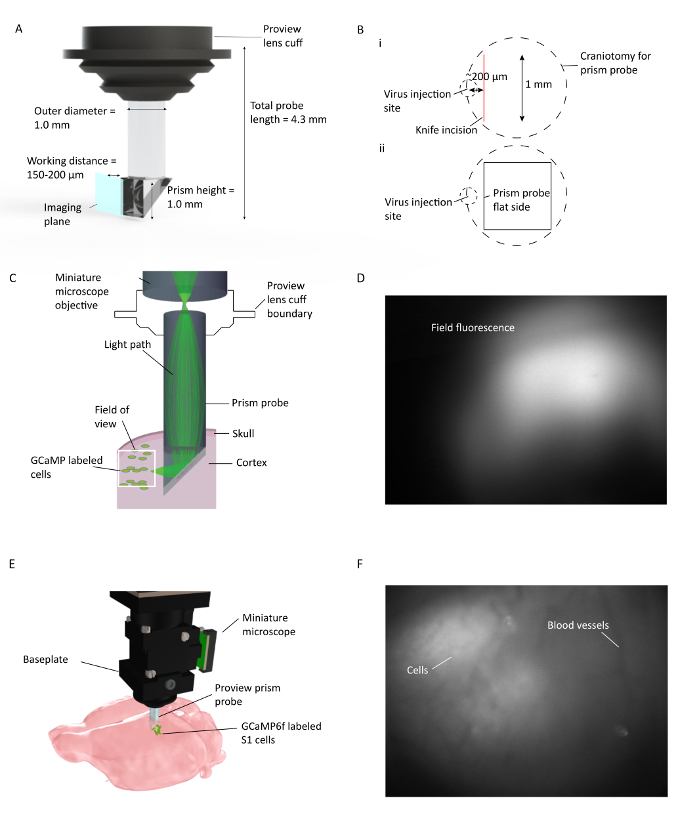 A
Proview
lens cuff
Outer diameter =
1.0 mm
Total probe
length = 4.3 mm
Working distance =
150-200 µm
Prism height =
1.0 mm
Imaging
plane
B
i
Craniotomy for
prism probe
~200 µm
1 mm
Virus injection
site
Knife incision
ii
Virus injection
site
Prism probe
flat side
C
Miniature
microscope
objective
Proview
lens cuff
boundary
Light path
Prism probe
Field of
view
Skull
GCaMP labeled
cells
Cortex
D
Field fluorescence
E
Miniature
microscope
Baseplate
Proview prism
probe
GCaMP6f labeled
S1 cells
F
Blood vessels
Cells